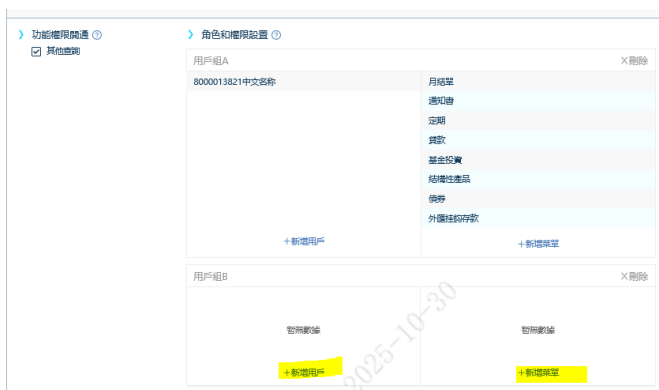 功能權限開通
角色和權限設置
其他查詢
用戶組A
刪除
8000013821中文名称
月結單
通知書
定期
貸款
基金投資
結構性產品
債券
外匯挂鈎存款
+新增用戶
+新增菜單
用戶組B
刪除
暫無數據
暫無數據
+新增用戶
+新增菜單
2025-10-30